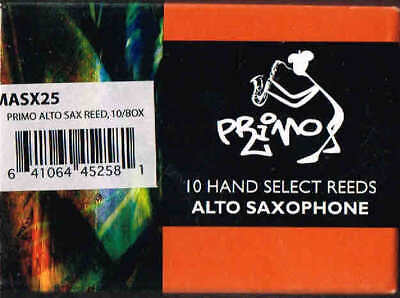 MASX25
PRIMO ALTO SAX REED, 10/BOX
6 41064 45258 1
PRiMO
10 HAND SELECT REEDS
ALTO SAXOPHONE